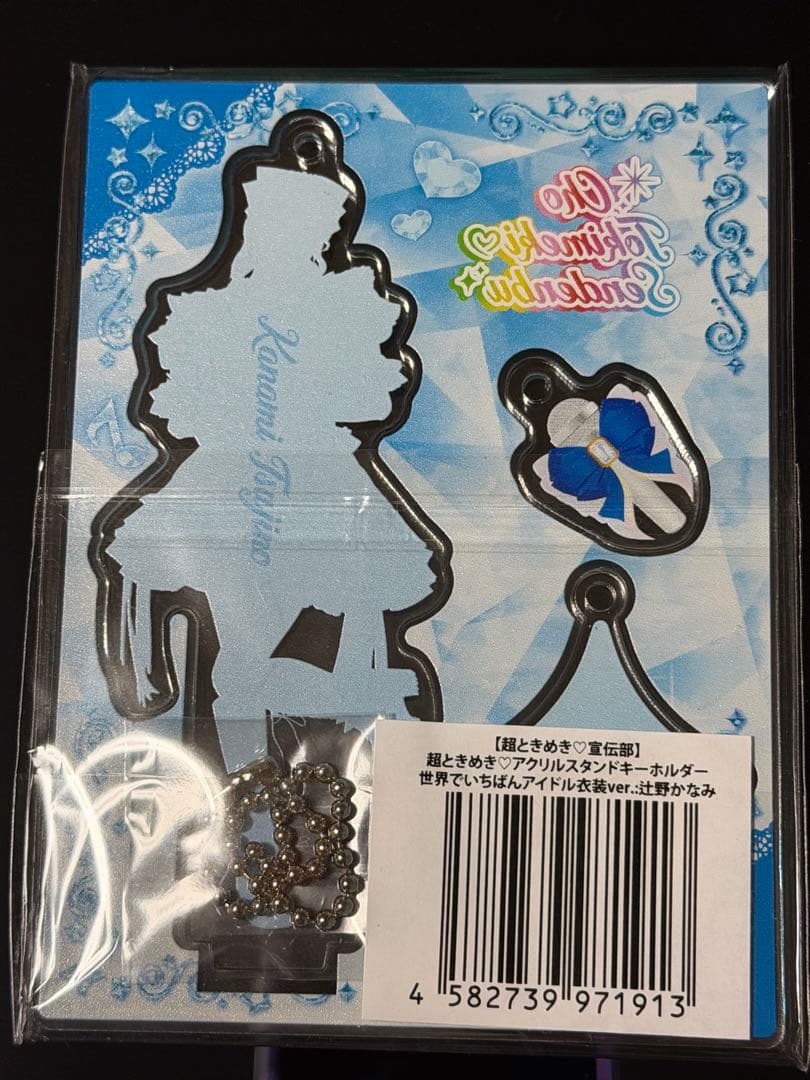 Cho
Tokimeki♡
Sendenbu
Kanami Tsujino
【超ときめき♡宣伝部】
超ときめき♡アクリルスタンドキーホルダー
世界でいちばんアイドル衣装ver.:辻野かなみ
4 582739 971913